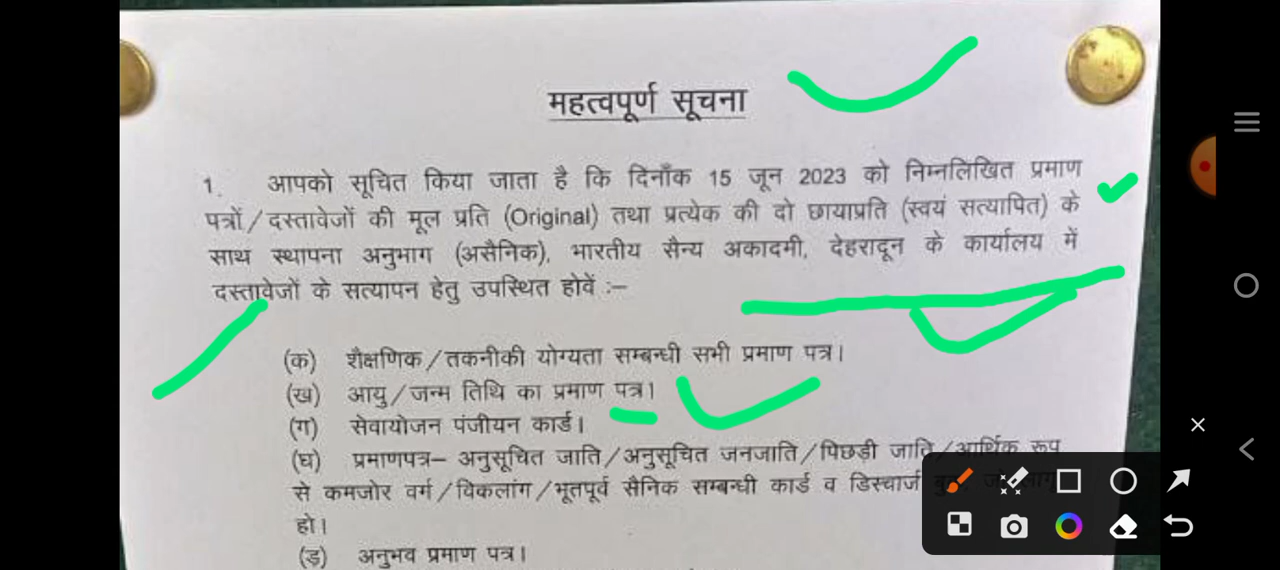 महत्वपूर्ण सूचना
1. आपको सूचित किया जाता है कि दिनाँक 15 जून 2023 को निम्नलिखित प्रमाण
पत्रों/दस्तावेजों की मूल प्रति (Original) तथा प्रत्येक की दो छायाप्रति (स्वयं सत्यापित) के
साथ स्थापना अनुभाग (असैनिक), भारतीय सैन्य अकादमी, देहरादून के कार्यालय में
दस्तावेजों के सत्यापन हेतु उपस्थित होवें :–
(क) शैक्षणिक/तकनीकी योग्यता सम्बन्धी सभी प्रमाण पत्र।
(ख) आयु/जन्म तिथि का प्रमाण पत्र।
(ग) सेवायोजन पंजीयन कार्ड।
(घ) प्रमाणपत्र– अनुसूचित जाति/अनुसूचित जनजाति/पिछड़ी जाति/आर्थिक रूप
से कमजोर वर्ग/विकलांग/भूतपूर्व सैनिक सम्बन्धी कार्ड व डिस्चार्ज
हो।
(ड़) अनुभव प्रमाण पत्र।